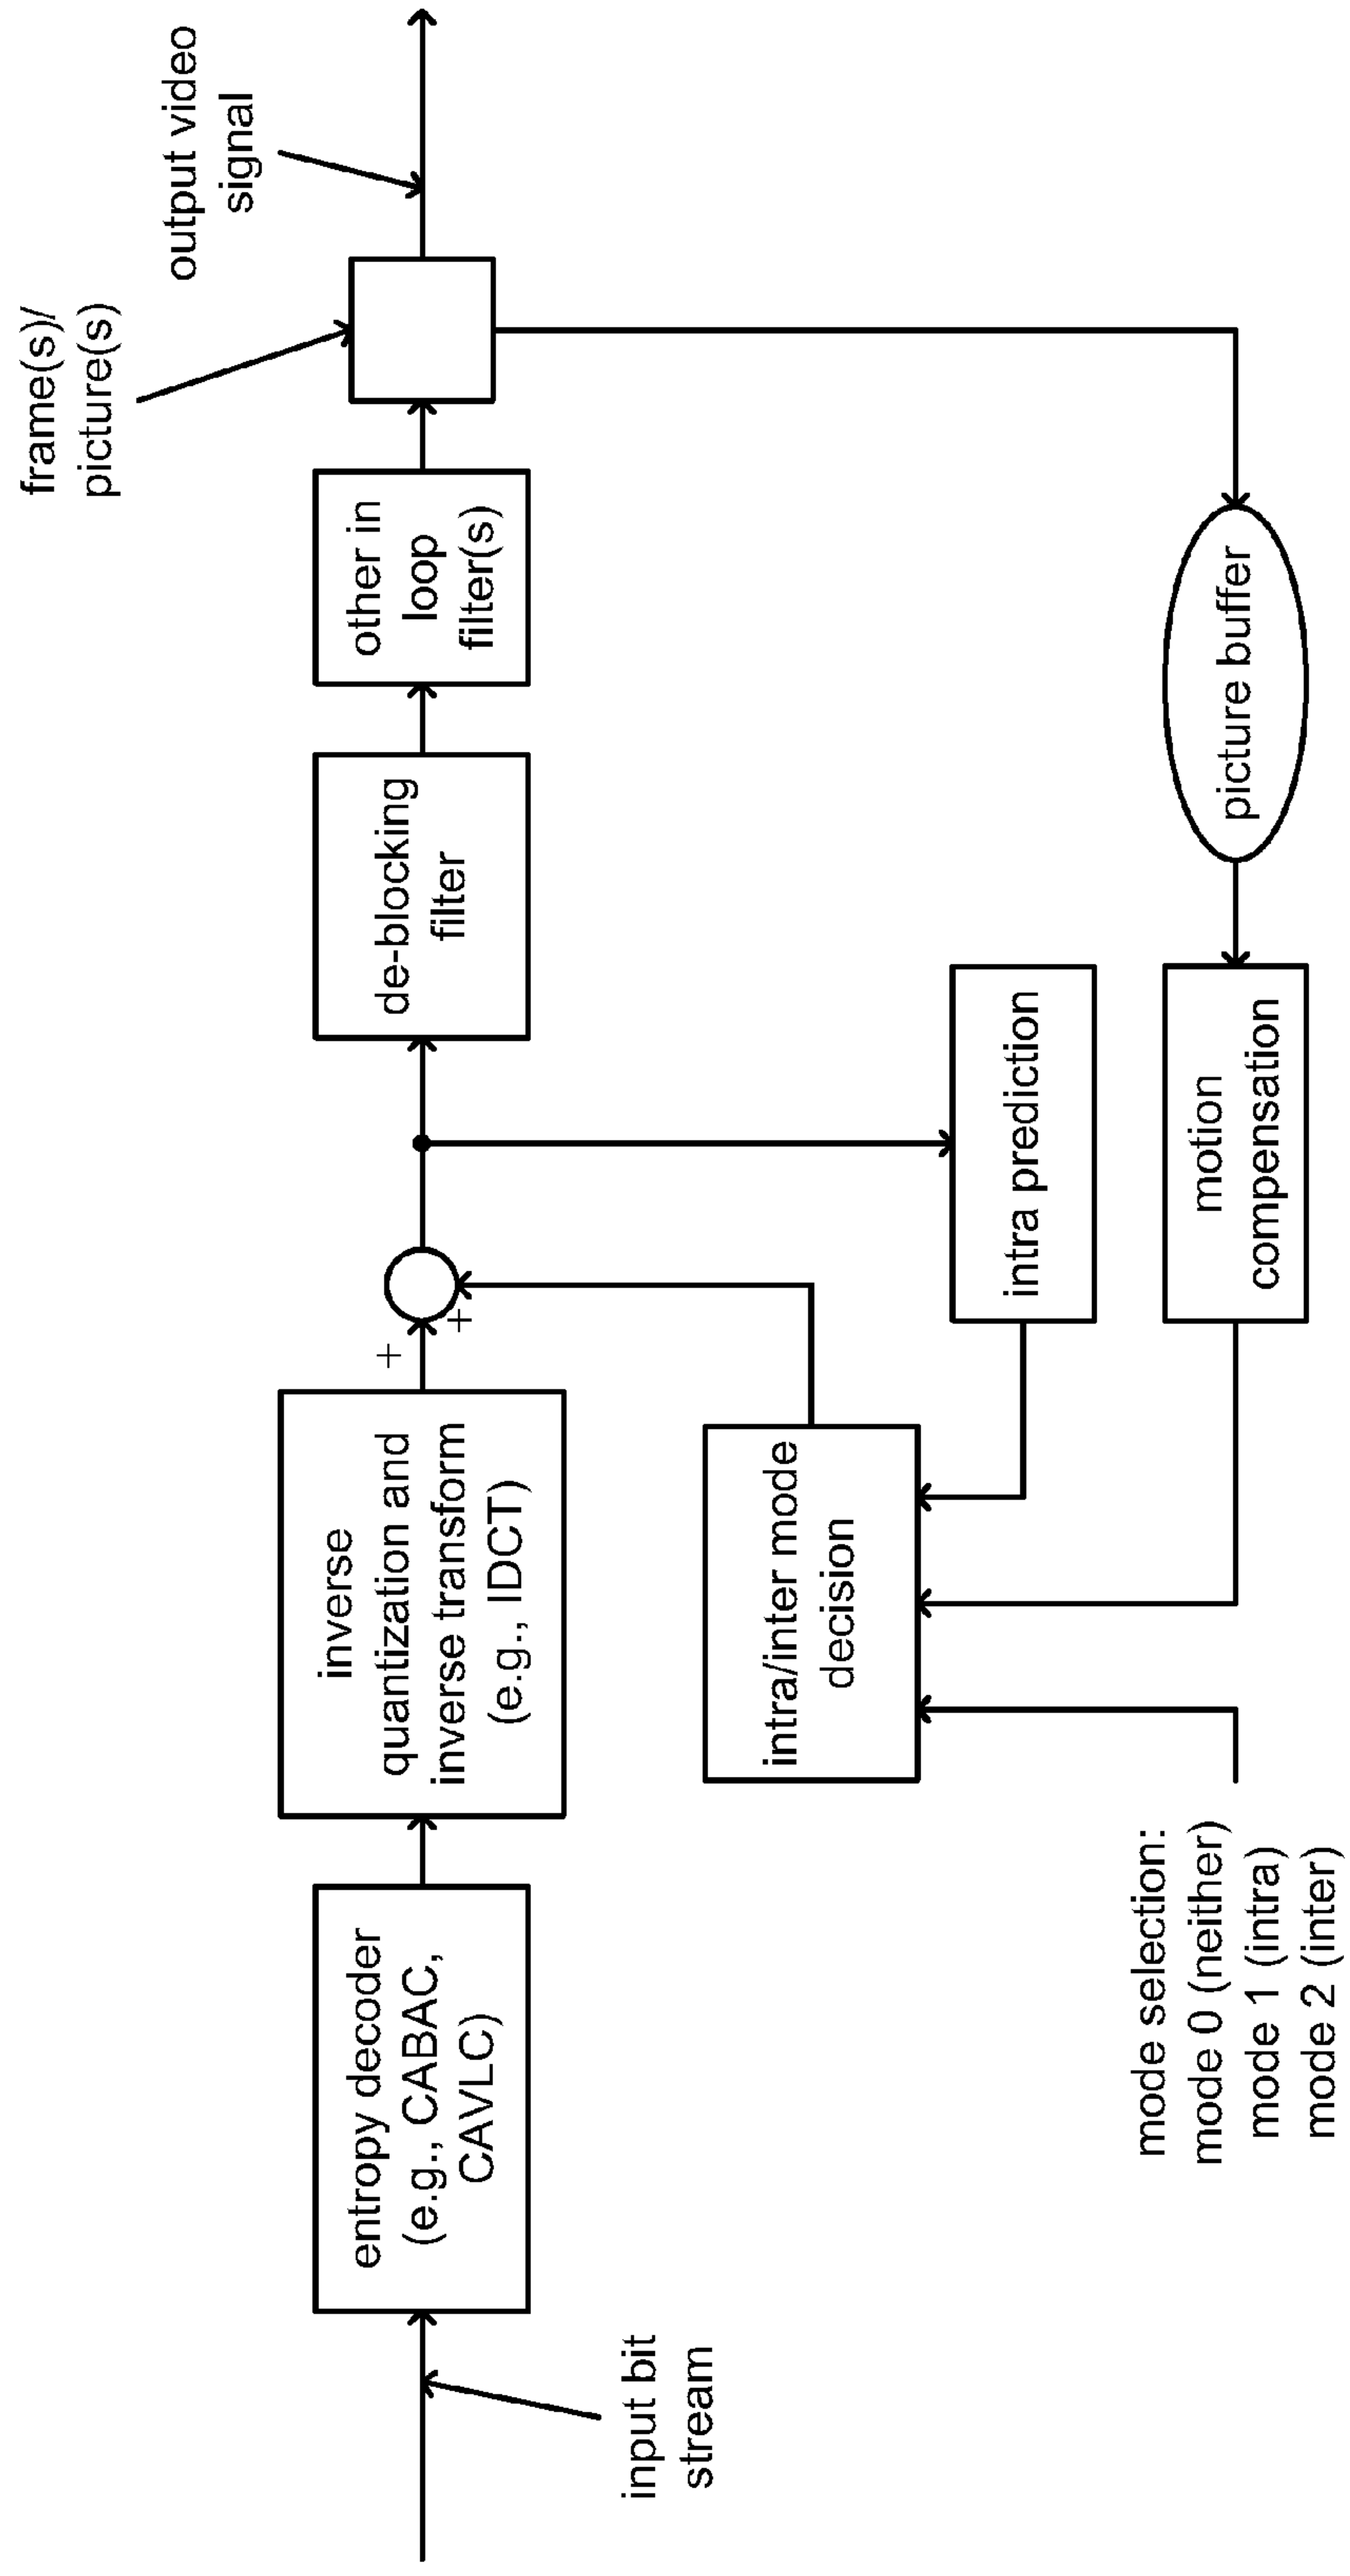 input bit
stream
entropy decoder
(e.g., CABAC,
CAVLC)
inverse
quantization and
inverse transform
(e.g., IDCT)
+
+
de-blocking
filter
other in
loop
filter(s)
frame(s)/
picture(s)
output video
signal
mode selection:
mode 0 (neither)
mode 1 (intra)
mode 2 (inter)
intra/inter mode
decision
intra prediction
motion
compensation
picture buffer